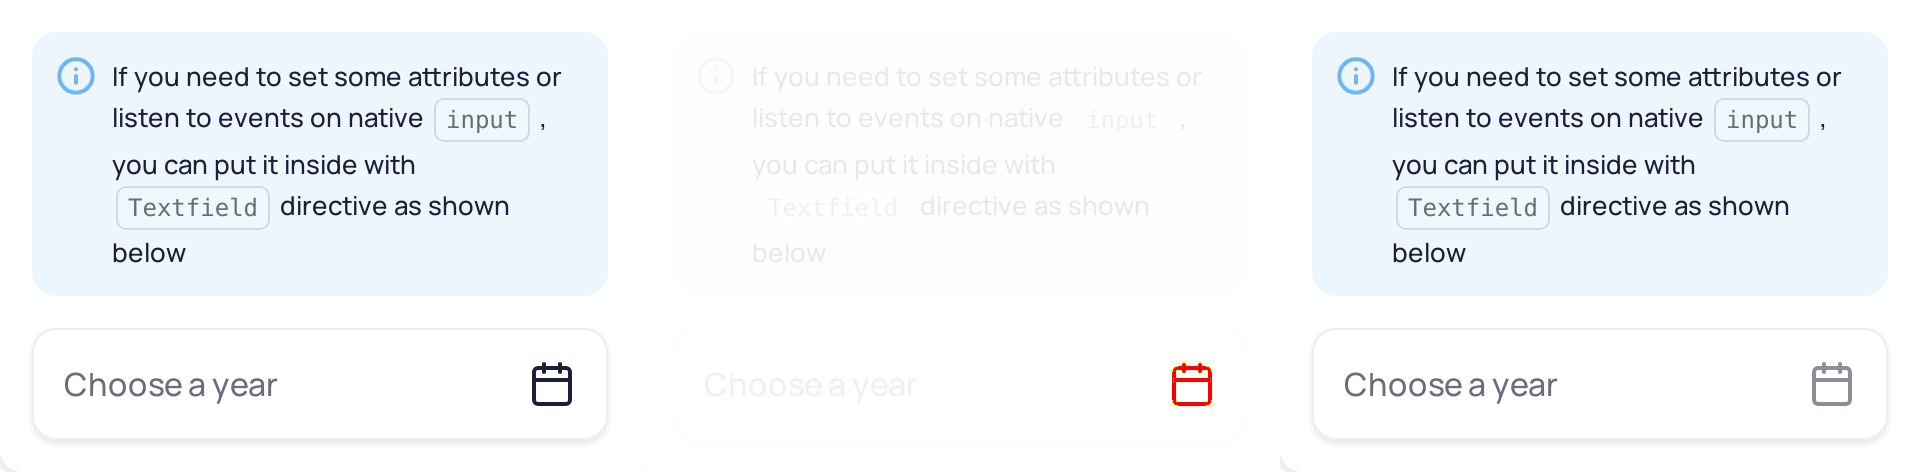 If you need to set some attributes or
listen to events on native input ,
you can put it inside with
Textfield directive as shown
below
Choose a year
If you need to set some attributes or
listen to events on native input ,
you can put it inside with
Textfield directive as shown
below
Choose a year
If you need to set some attributes or
listen to events on native input ,
you can put it inside with
Textfield directive as shown
below
Choose a year